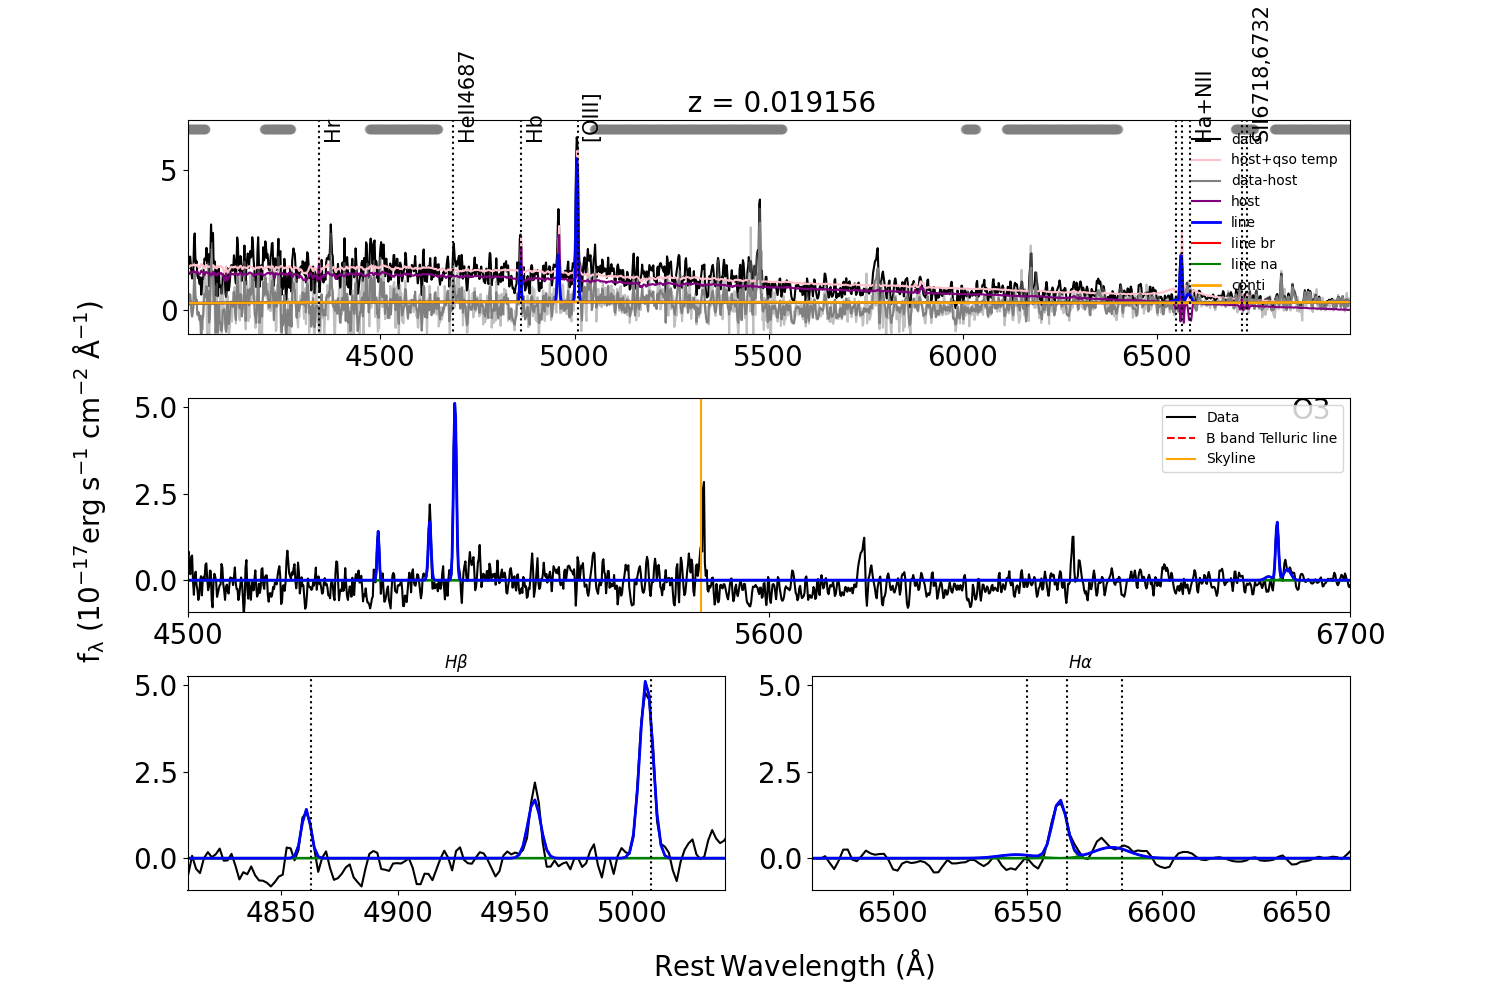 z = 0.019156
Hr
HeII4687
Hb
[OIII]
Ha+NII
SII6718,6732
data
host+qso temp
data-host
host
line
line br
line na
conti
5
0
4500
5000
5500
6000
6500
O3
Data
B band Telluric line
Skyline
5.0
2.5
0.0
4500
5600
6700
fλ (10⁻¹⁷erg s⁻¹ cm⁻² Å⁻¹)
Hβ
5.0
2.5
0.0
4850
4900
4950
5000
Hα
5.0
2.5
0.0
6500
6550
6600
6650
Rest Wavelength (Å)